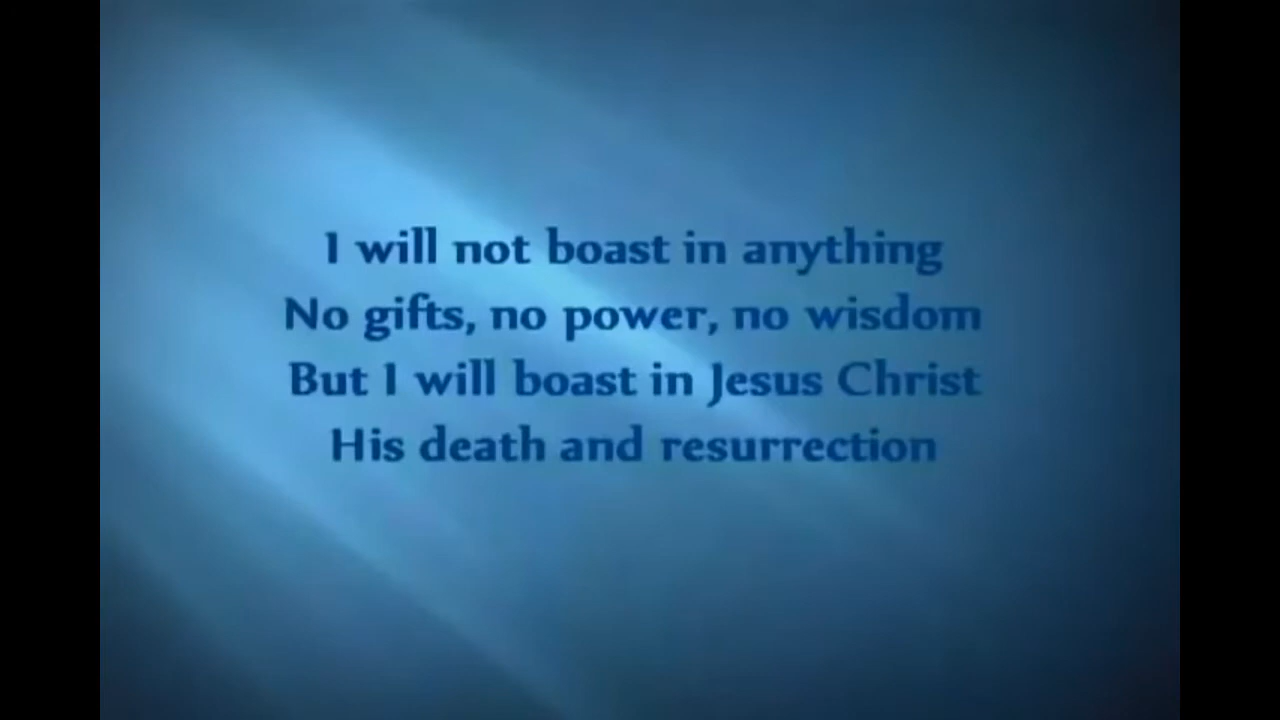 I will not boast in anything
No gifts, no power, no wisdom
But I will boast in Jesus Christ
His death and resurrection